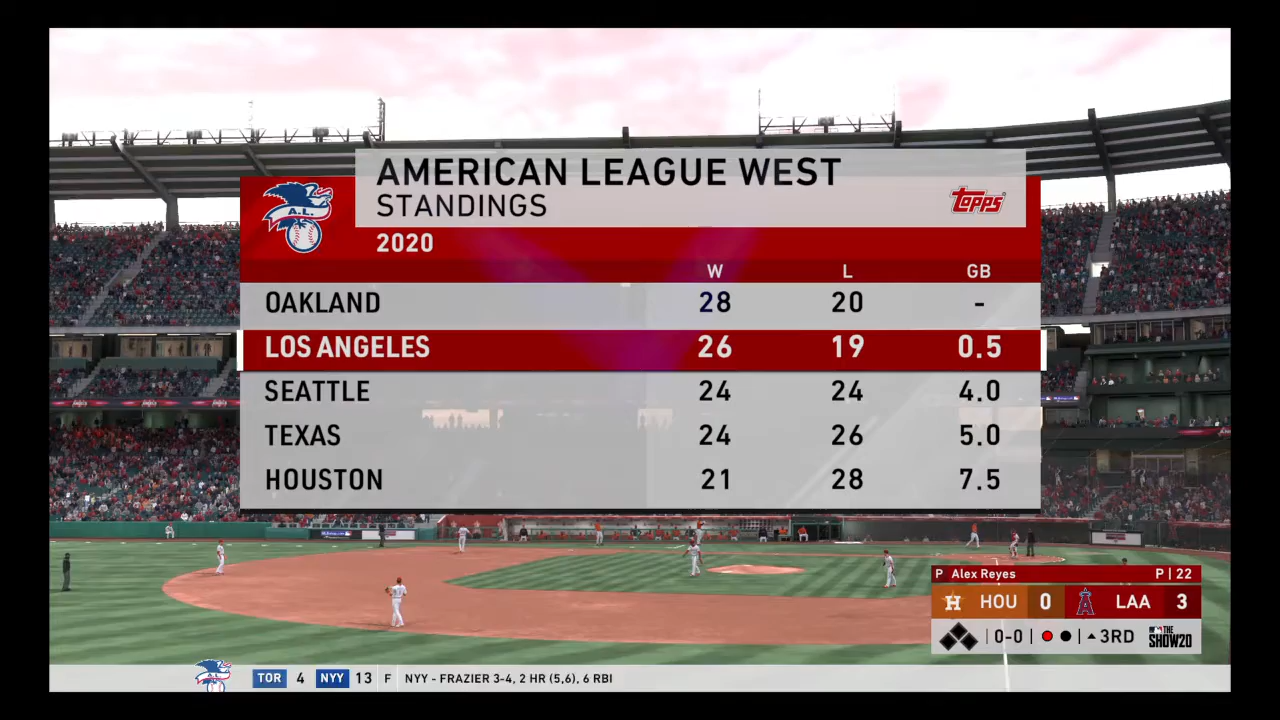 AMERICAN LEAGUE WEST
STANDINGS
A.L.
Topps
2020
W L GB
OAKLAND 28 20 -
LOS ANGELES 26 19 0.5
SEATTLE 24 24 4.0
TEXAS 24 26 5.0
HOUSTON 21 28 7.5
P Alex Reyes P | 22
H HOU 0 A LAA 3
0-0 | | 3RD MLB THE SHOW20
TOR 4 NYY 13 F NYY - FRAZIER 3-4, 2 HR (5,6), 6 RBI